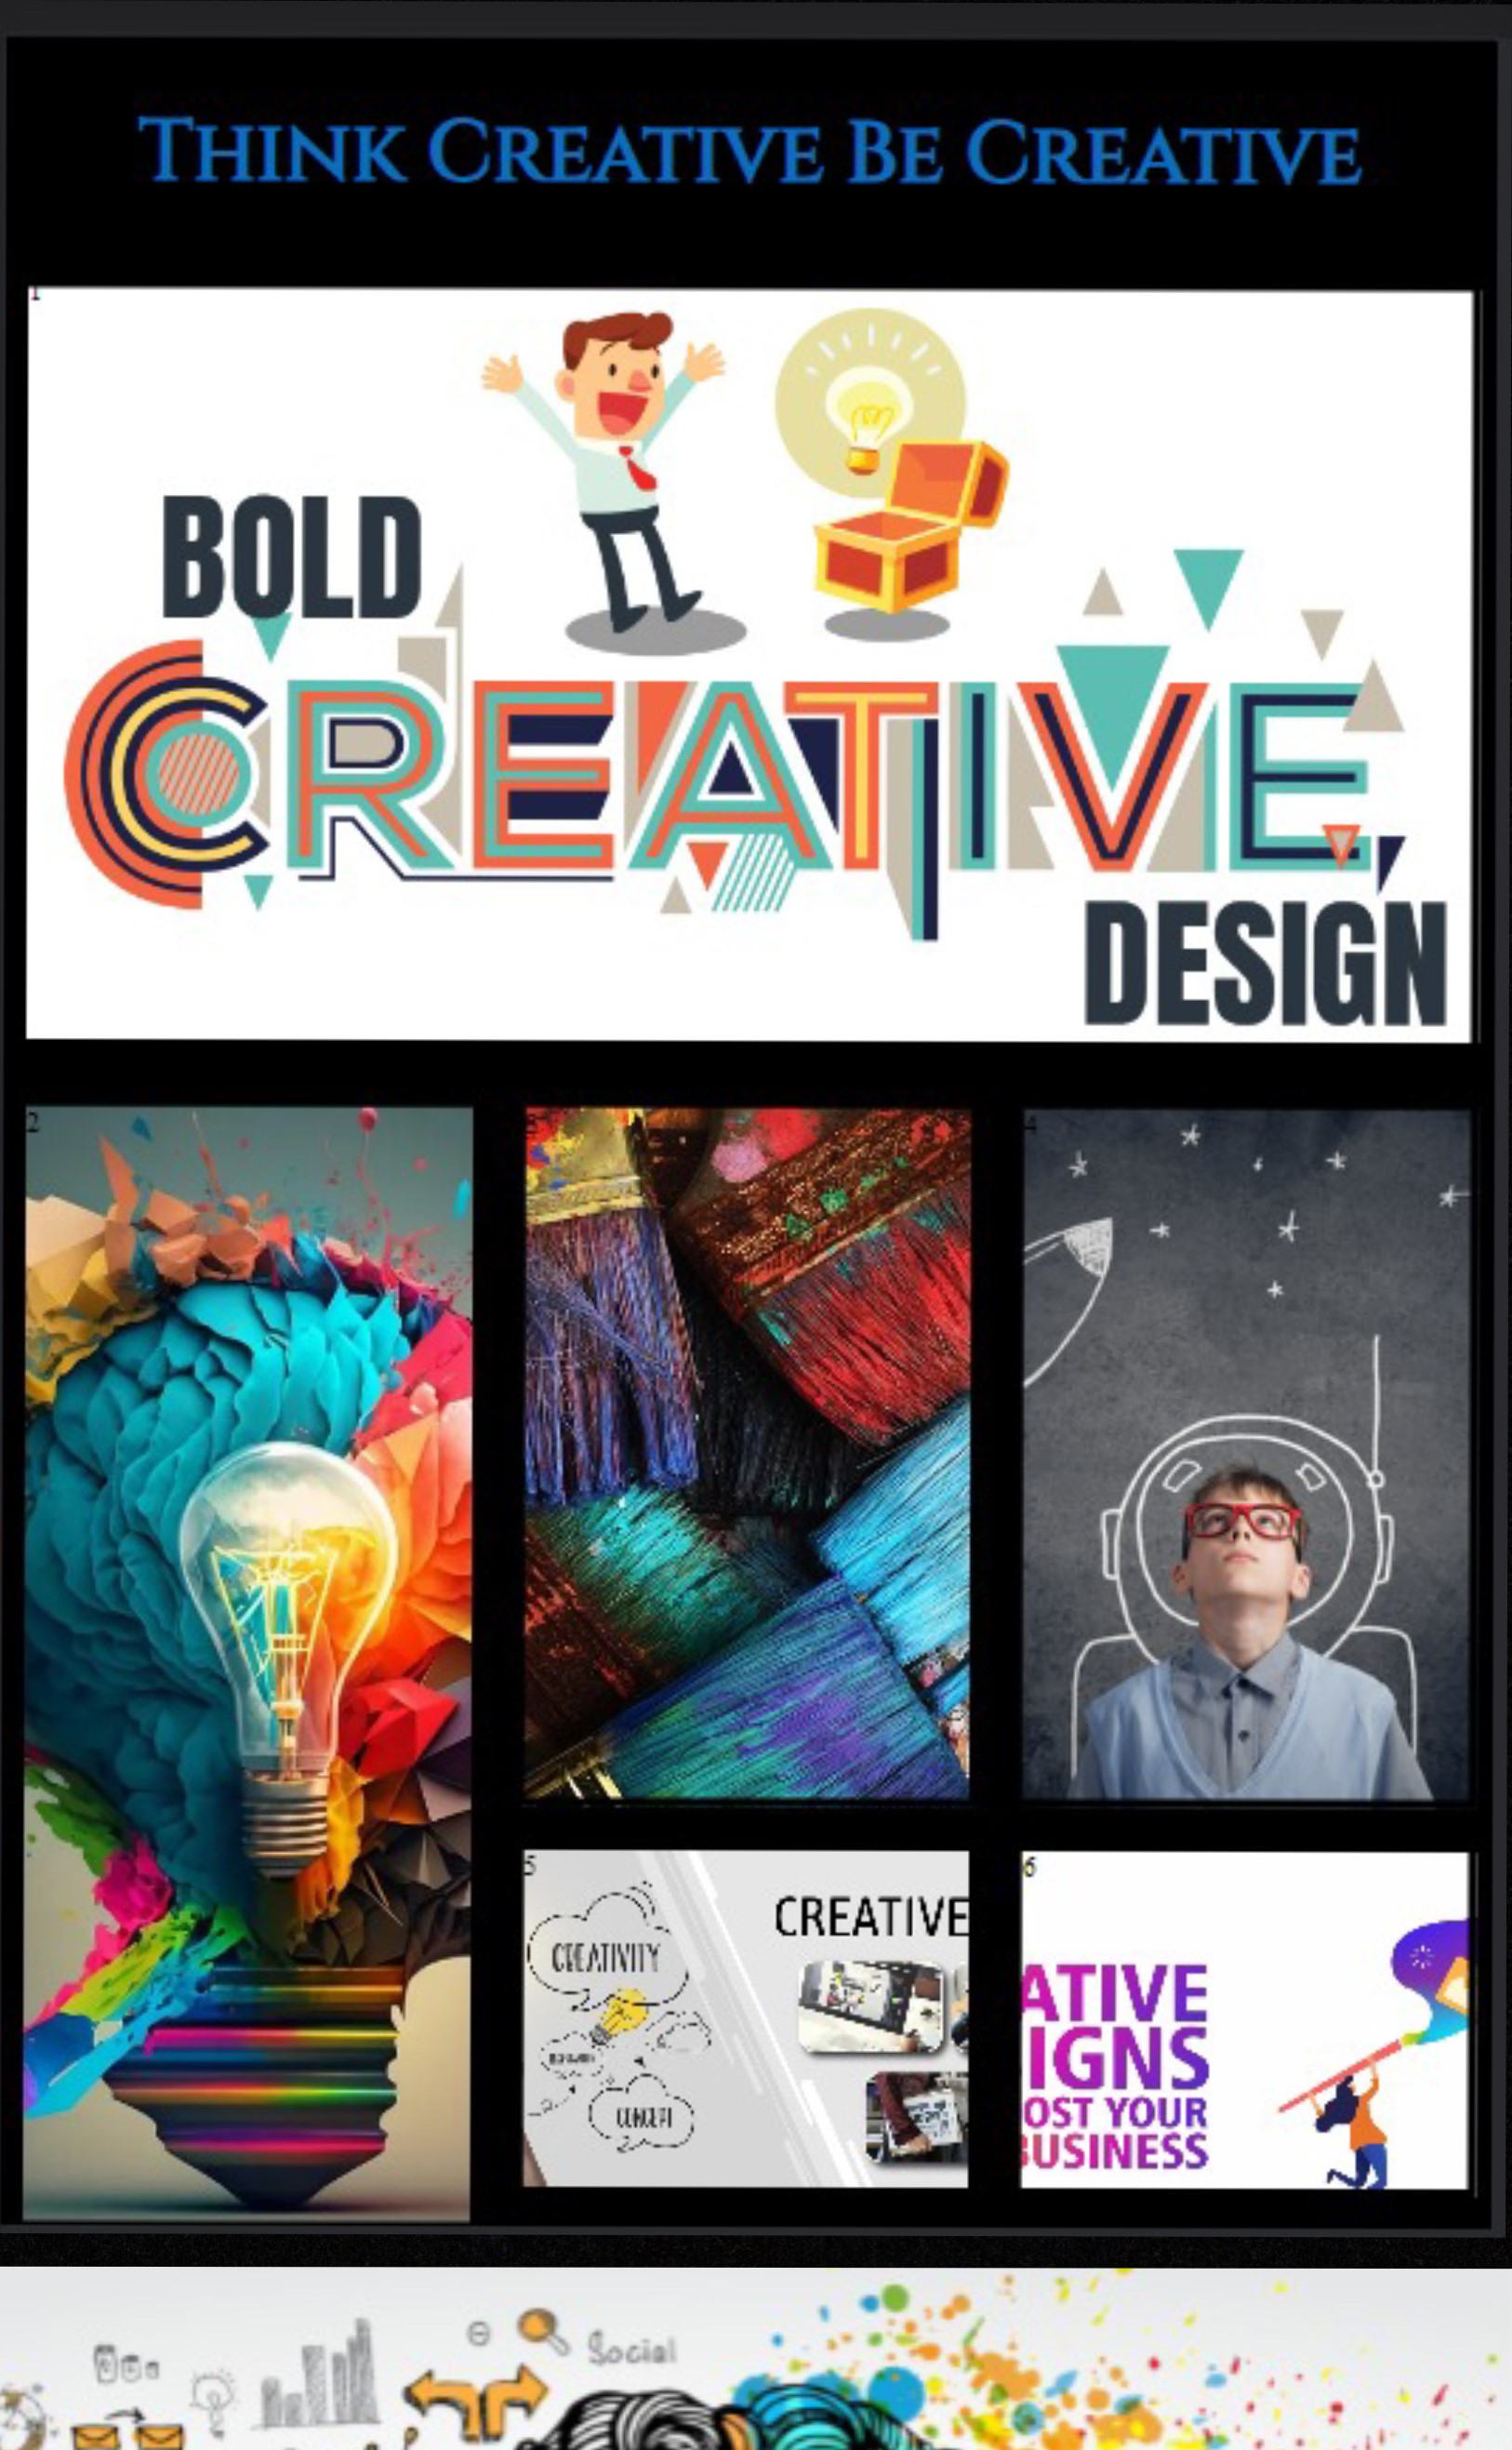 THINK CREATIVE BE CREATIVE
1
BOLD
CREATIVE
DESIGN
2
3
4
5
CREATIVE
CREATIVITY
CONCEPT
6
ATIVE
IGNS
OST YOUR
BUSINESS
Social